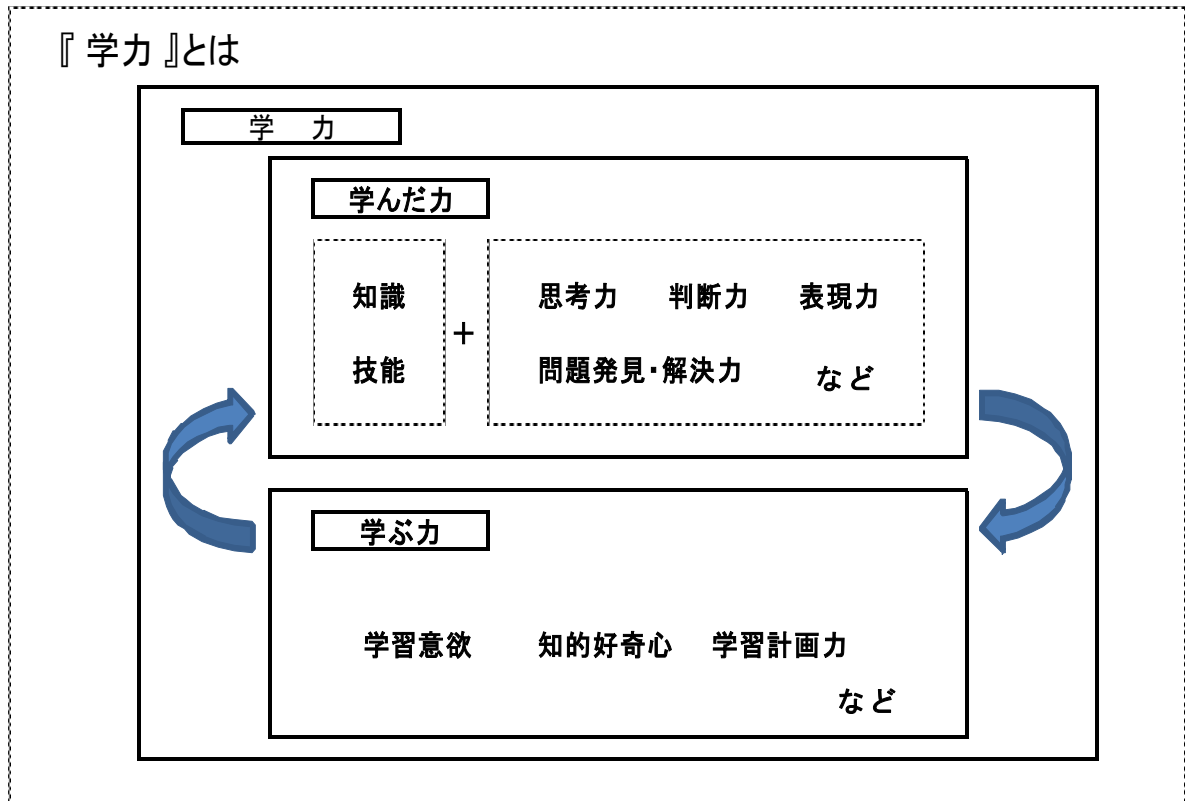 『 学力 』とは
学 力
学んだ力
知識 思考力 判断力 表現力
+
技能 問題発見・解決力 など
学ぶ力
学習意欲 知的好奇心 学習計画力
など